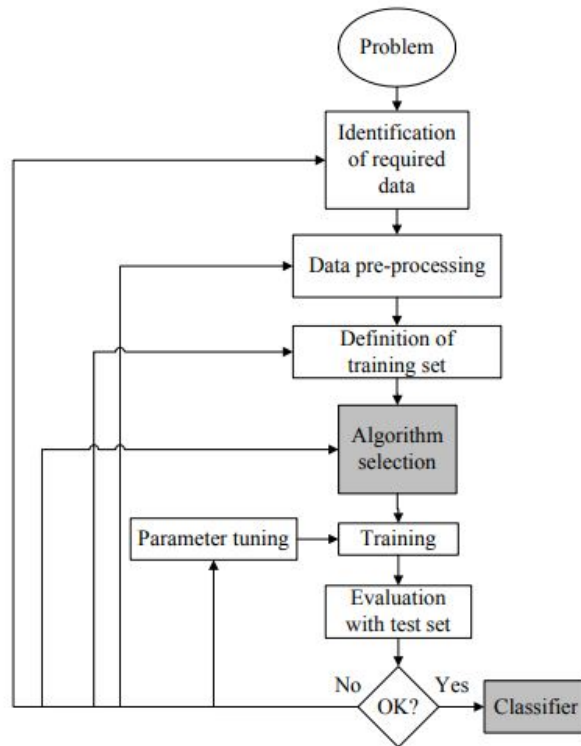 Problem
Identification
of required
data
Data pre-processing
Definition of
training set
Algorithm
selection
Parameter tuning
Training
Evaluation
with test set
No
OK?
Yes
Classifier